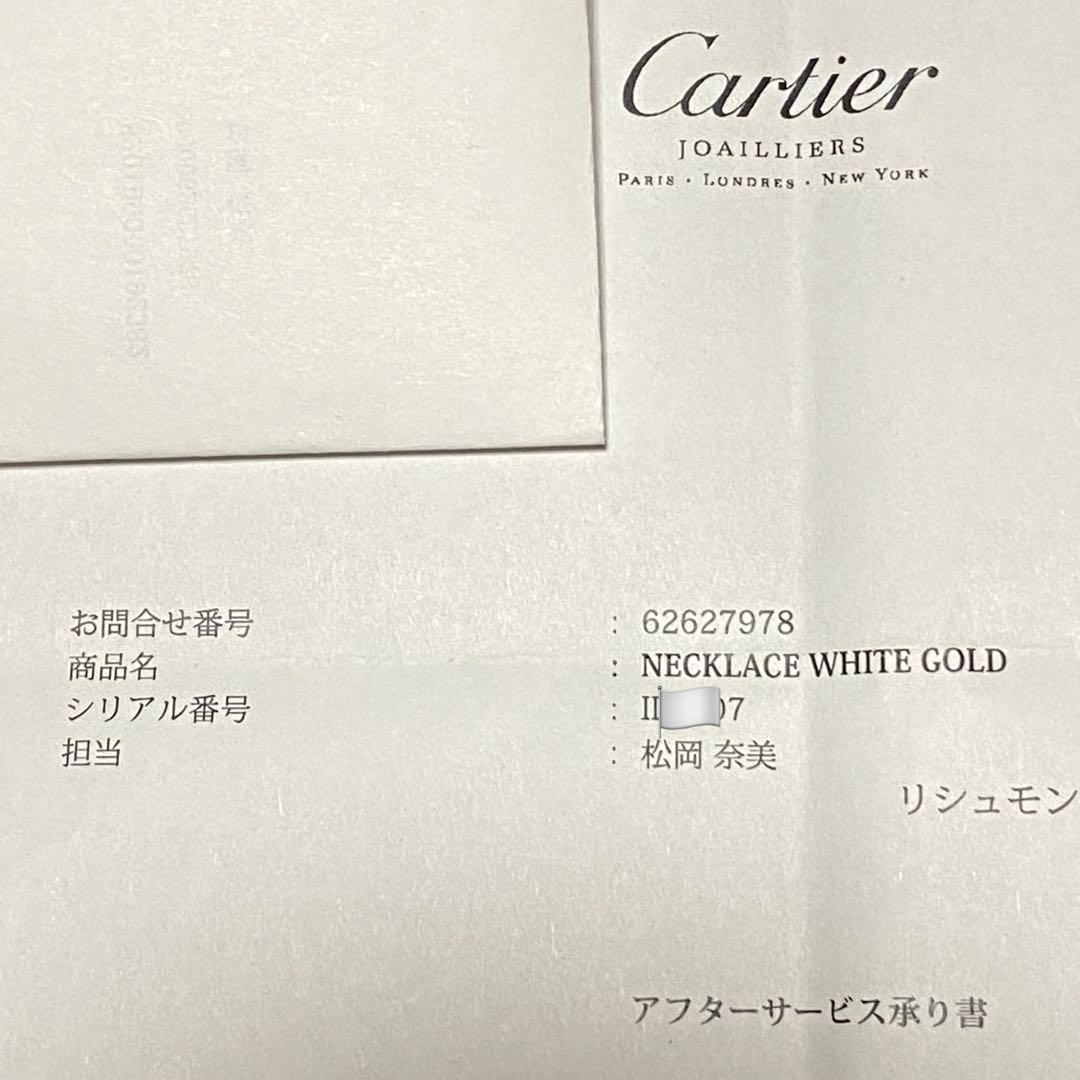 Cartier
JOAILLIERS
PARIS · LONDRES · NEW YORK
お問合せ番号 : 62627978
商品名 : NECKLACE WHITE GOLD
シリアル番号 : II 07
担当 : 松岡 奈美
リシュモン
アフターサービス承り書